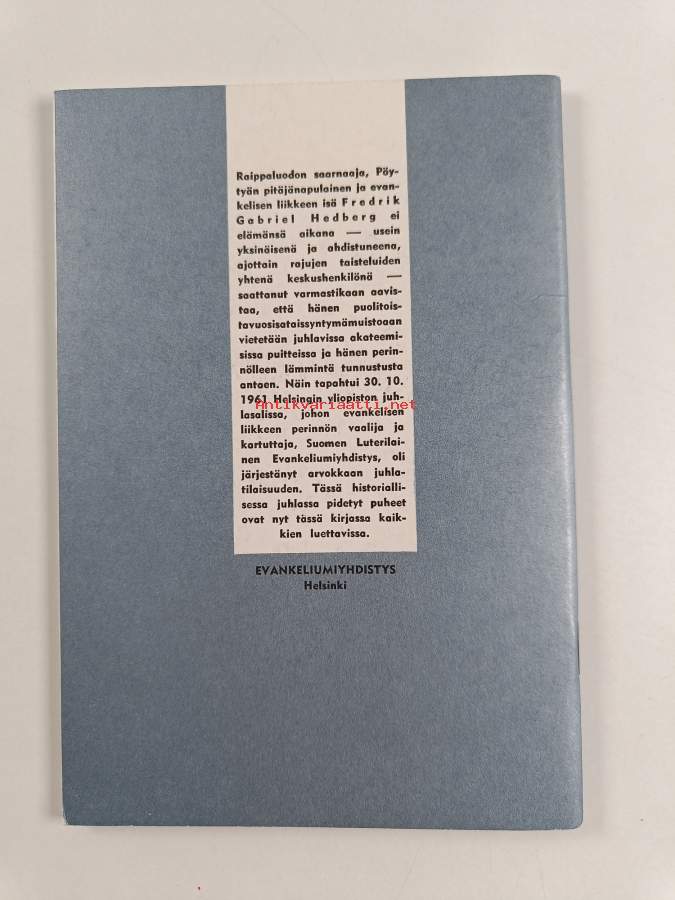 Raippaluodon saarnaaja, Pöy-
tyän pitäjänapulainen ja evan-
kelisen liikkeen isä Fredrik
Gabriel Hedberg ei
elämänsä aikana — usein
yksinäisenä ja ahdistuneena,
ajottain rajujen taisteluiden
yhtenä keskushenkilönä —
saattanut varmastikaan aavis-
taa, että hänen puolitois-
tavuosisataissyntymämuistoaan
vietetään juhlavissa akateemi-
sissa puitteissa ja hänen perin-
nölleen lämmintä tunnustusta
antaen. Näin tapahtui 30. 10.
1961 Helsingin yliopiston juh-
Antikvariaatti.net
lasalissa, johon evankelisen
liikkeen perinnön vaalija ja
kartuttaja, Suomen Luterilai-
nen Evankeliumiyhdistys, oli
järjestänyt arvokkaan juhla-
tilaisuuden. Tässä historialli-
sessa juhlassa pidetyt puheet
ovat nyt tässä kirjassa kaik-
kien luettavissa.
EVANKELIUMIYHDISTYS
Helsinki